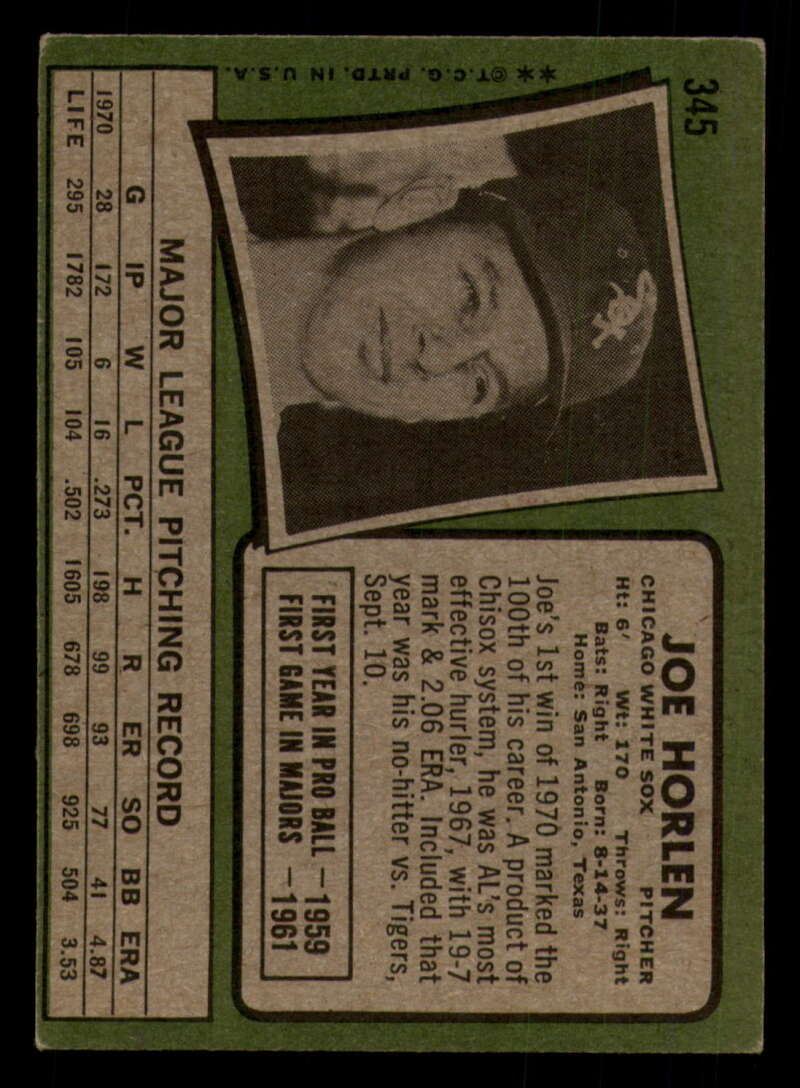 345
**©T.C.G. PRTD. IN U.S.A.
JOE HORLEN
CHICAGO WHITE SOX PITCHER
Ht: 6' Wt: 170 Throws: Right
Bats: Right Born: 8-14-37
Home: San Antonio, Texas
Joe's 1st win of 1970 marked the
100th of his career. A product of
Chisox system, he was AL's most
effective hurler, 1967, with 19-7
mark & 2.06 ERA. Included that
year was his no-hitter vs. Tigers,
Sept. 10.
FIRST YEAR IN PRO BALL –1959
FIRST GAME IN MAJORS –1961
MAJOR LEAGUE PITCHING RECORD
G IP W L PCT. H R ER SO BB ERA
1970 28 172 6 16 .273 198 99 93 77 41 4.87
LIFE 295 1782 105 104 .502 1605 678 698 925 504 3.53